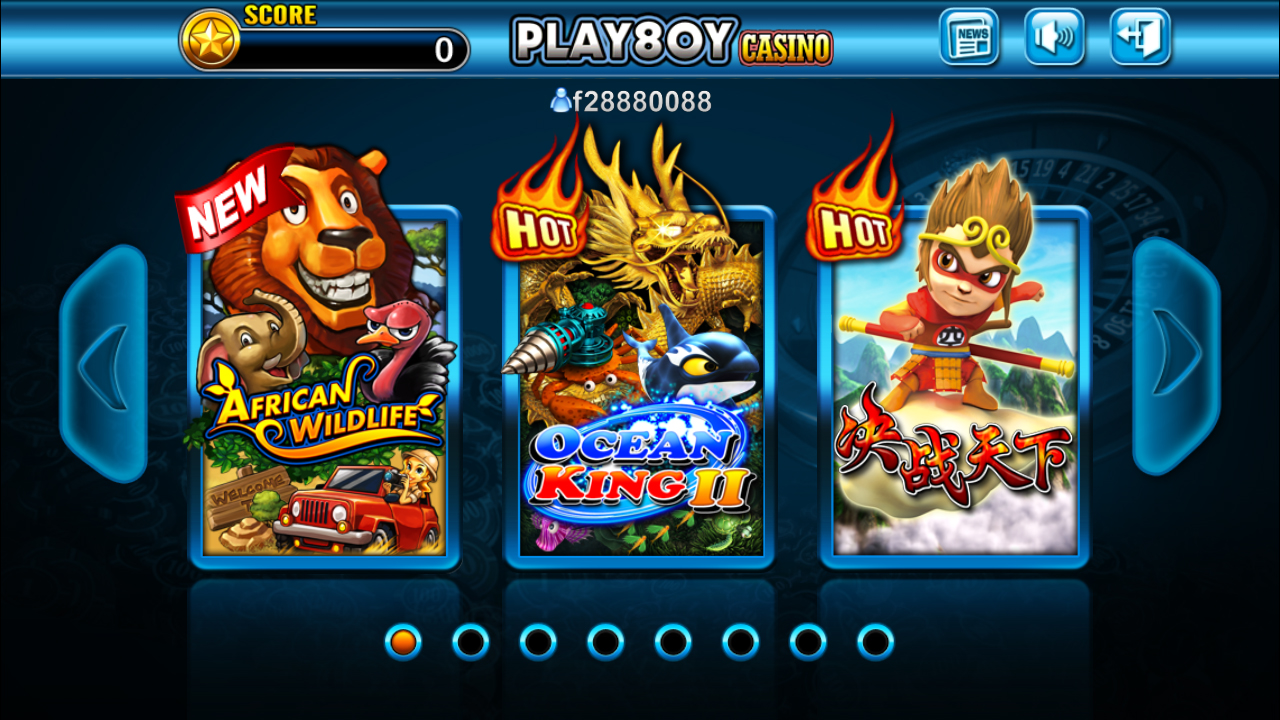 SCORE
0
PLAY8OY CASINO
NEWS
f28880088
NEW
HOT
HOT
AFRICAN
WILDLIFE
WELCOME
OCEAN
KING II
决战天下